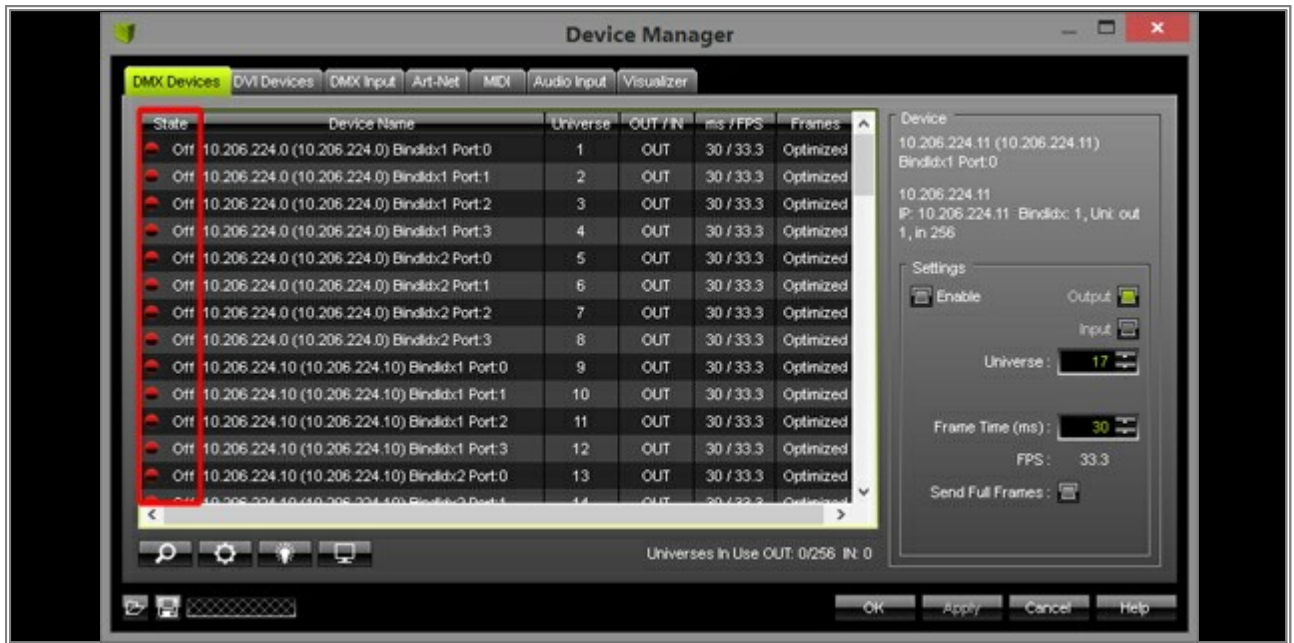 Device Manager
DMX Devices DVI Devices DMX Input Art-Net MIDI Audio Input Visualizer
State Device Name Universe OUT / IN ms / FPS Frames
Off 10.206.224.0 (10.206.224.0) BindIdx1 Port:0 1 OUT 30 / 33.3 Optimized
Off 10.206.224.0 (10.206.224.0) BindIdx1 Port:1 2 OUT 30 / 33.3 Optimized
Off 10.206.224.0 (10.206.224.0) BindIdx1 Port:2 3 OUT 30 / 33.3 Optimized
Off 10.206.224.0 (10.206.224.0) BindIdx1 Port:3 4 OUT 30 / 33.3 Optimized
Off 10.206.224.0 (10.206.224.0) BindIdx2 Port:0 5 OUT 30 / 33.3 Optimized
Off 10.206.224.0 (10.206.224.0) BindIdx2 Port:1 6 OUT 30 / 33.3 Optimized
Off 10.206.224.0 (10.206.224.0) BindIdx2 Port:2 7 OUT 30 / 33.3 Optimized
Off 10.206.224.0 (10.206.224.0) BindIdx2 Port:3 8 OUT 30 / 33.3 Optimized
Off 10.206.224.10 (10.206.224.10) BindIdx1 Port:0 9 OUT 30 / 33.3 Optimized
Off 10.206.224.10 (10.206.224.10) BindIdx1 Port:1 10 OUT 30 / 33.3 Optimized
Off 10.206.224.10 (10.206.224.10) BindIdx1 Port:2 11 OUT 30 / 33.3 Optimized
Off 10.206.224.10 (10.206.224.10) BindIdx1 Port:3 12 OUT 30 / 33.3 Optimized
Off 10.206.224.10 (10.206.224.10) BindIdx2 Port:0 13 OUT 30 / 33.3 Optimized
Universes In Use OUT: 0/256 IN: 0
Device
10.206.224.11 (10.206.224.11)
BindIdx1 Port:0
10.206.224.11
IP: 10.206.224.11 BindIdx: 1, Uni: out
1, in 256
Settings
Enable Output
Input
Universe : 17
Frame Time (ms) : 30
FPS : 33.3
Send Full Frames :
OK Apply Cancel Help